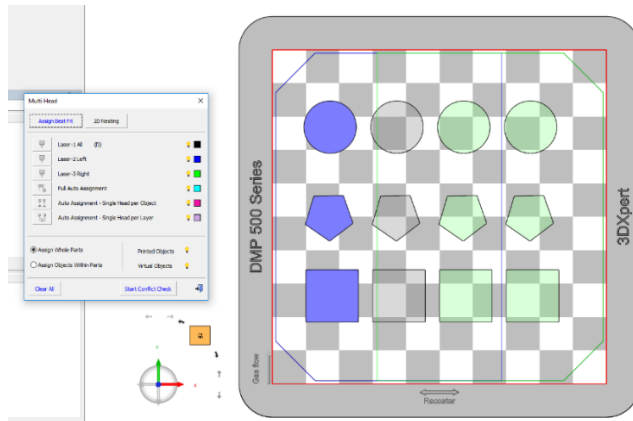 Multi Head
Assign Best Fit
2D Nesting
Laser-1 All
Laser-2 Left
Laser-3 Right
Full Auto Assignment
Auto Assignment - Single Head per Object
Auto Assignment - Single Head per Layer
Assign Whole Parts
Printed Objects
Assign Objects Within Parts
Virtual Objects
Clear All
Start Conflict Check
DMP 500 Series
3DXpert
Gas flow
Recoater